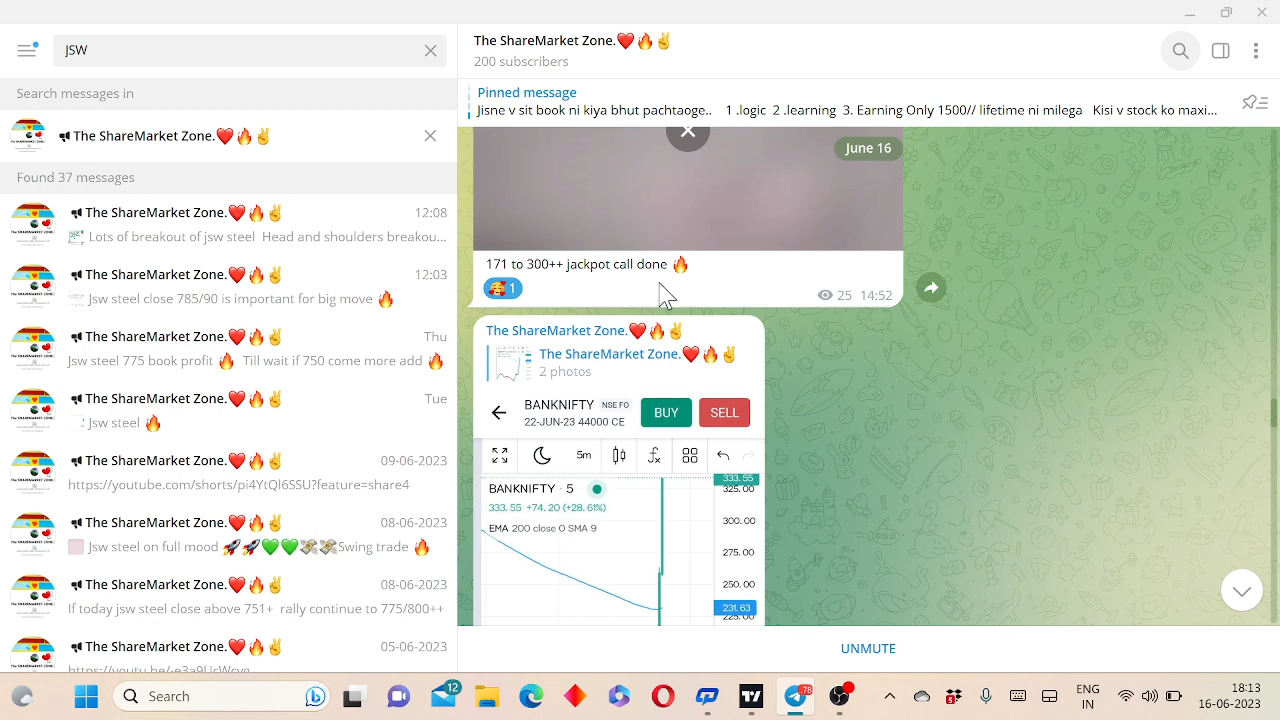 JSW
Search messages in
The ShareMarket Zone.❤️🔥✌️
Found 37 messages
The ShareMarket Zone.❤️🔥✌️ 12:08
Lots of breakout in jsw steel Head and shoulders breakou...
The ShareMarket Zone.❤️🔥✌️ 12:03
Jsw steel sure 785/90 is important for big move 🔥
The ShareMarket Zone.❤️🔥✌️ Thu
Jsw steel 775 book profit🔥 Till wait if 750 come more add 🔥
The ShareMarket Zone.❤️🔥✌️ Tue
Jsw steel 🔥
The ShareMarket Zone.❤️🔥✌️ 09-06-2023
https://youtube.com/shorts/pi4YtQl6SSU?feature=share4
The ShareMarket Zone.❤️🔥✌️ 08-06-2023
Jsw steel on full mood 🚀🚀💚💚 Swing trade 🔥
The ShareMarket Zone.❤️🔥✌️ 08-06-2023
If today jsw steel close above 751+ rally continue to 775/800++
The ShareMarket Zone.❤️🔥✌️ 05-06-2023
The ShareMarket Zone.❤️🔥✌️
200 subscribers
Pinned message
Jisne v sit book ni kiya bhut pachtaoge.. 1 .logic 2 .learning 3. Earning Only 1500// lifetime ni milega Kisi v stock ko maxi...
June 16
171 to 300++ jackpot call done 🔥
🥰 1
25 14:52
The ShareMarket Zone.❤️🔥✌️
The ShareMarket Zone.❤️🔥✌️
2 photos
BANKNIFTY NSE FO
22-JUN-23 44000 CE
BUY SELL
5m
BANKNIFTY · 5
333.55 +74.20 (+28.61%)
EMA 200 close 0 SMA 9
333.55
325.00
300.00
275.00
250.00
231.63
225.00
UNMUTE
Search
12
5
..78
ENG
IN
18:13
16-06-2023